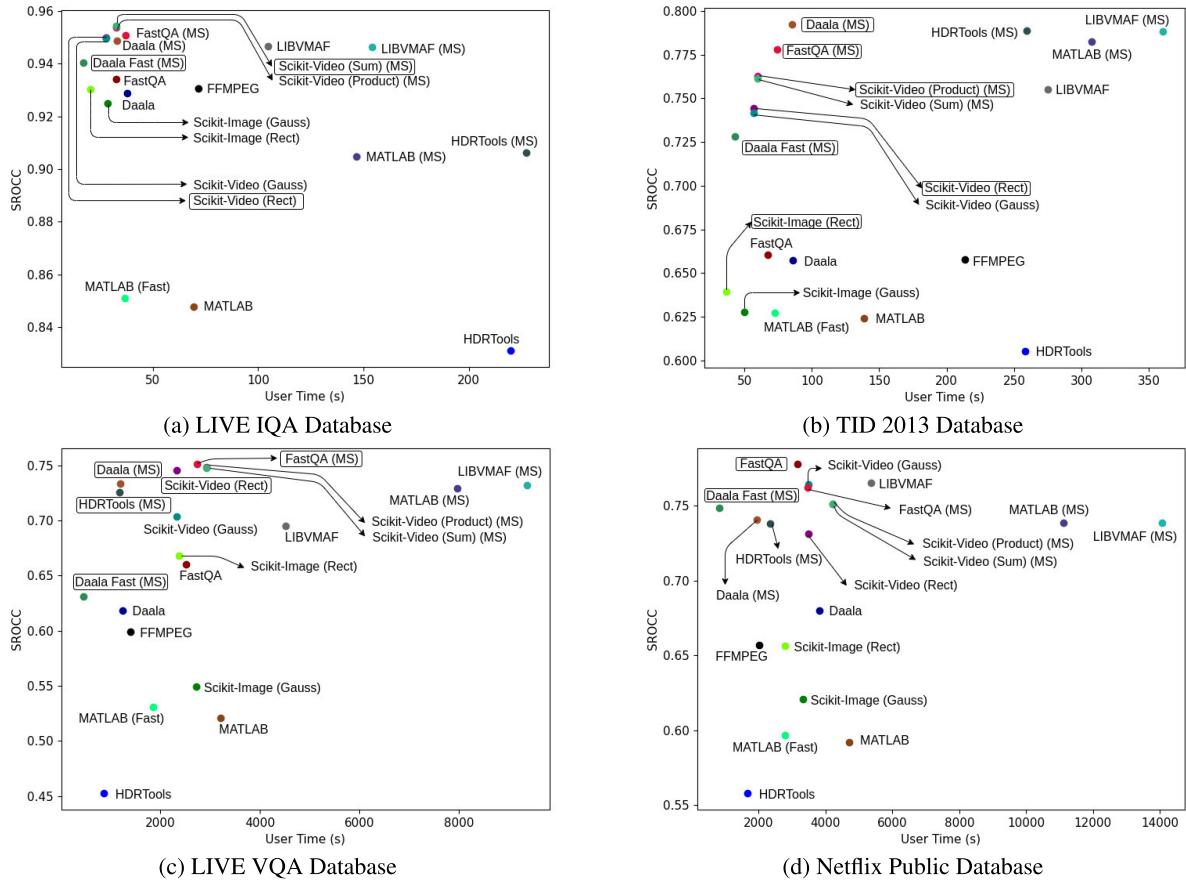 0.96
0.94
0.92
0.90
0.88
0.86
0.84
SROCC
FastQA (MS)
Daala (MS)
LIBVMAF
LIBVMAF (MS)
Daala Fast (MS)
Scikit-Video (Sum) (MS)
Scikit-Video (Product) (MS)
FastQA
FFMPEG
Daala
Scikit-Image (Gauss)
Scikit-Image (Rect)
HDRTools (MS)
MATLAB (MS)
Scikit-Video (Gauss)
Scikit-Video (Rect)
MATLAB (Fast)
MATLAB
HDRTools
50 100 150 200
User Time (s)
(a) LIVE IQA Database
0.800
0.775
0.750
0.725
0.700
0.675
0.650
0.625
0.600
SROCC
Daala (MS)
LIBVMAF (MS)
HDRTools (MS)
FastQA (MS)
MATLAB (MS)
Scikit-Video (Product) (MS)
LIBVMAF
Scikit-Video (Sum) (MS)
Daala Fast (MS)
Scikit-Video (Rect)
Scikit-Video (Gauss)
Scikit-Image (Rect)
FastQA
Daala
FFMPEG
Scikit-Image (Gauss)
MATLAB (Fast)
MATLAB
HDRTools
50 100 150 200 250 300 350
User Time (s)
(b) TID 2013 Database
0.75
0.70
0.65
0.60
0.55
0.50
0.45
SROCC
FastQA (MS)
Daala (MS)
LIBVMAF (MS)
Scikit-Video (Rect)
MATLAB (MS)
HDRTools (MS)
Scikit-Video (Product) (MS)
Scikit-Video (Gauss)
Scikit-Video (Sum) (MS)
LIBVMAF
Scikit-Image (Rect)
FastQA
Daala Fast (MS)
Daala
FFMPEG
Scikit-Image (Gauss)
MATLAB (Fast)
MATLAB
HDRTools
2000 4000 6000 8000
User Time (s)
(c) LIVE VQA Database
0.75
0.70
0.65
0.60
0.55
SROCC
FastQA
Scikit-Video (Gauss)
LIBVMAF
Daala Fast (MS)
FastQA (MS)
MATLAB (MS)
LIBVMAF (MS)
Scikit-Video (Product) (MS)
HDRTools (MS)
Scikit-Video (Sum) (MS)
Scikit-Video (Rect)
Daala (MS)
Daala
FFMPEG
Scikit-Image (Rect)
Scikit-Image (Gauss)
MATLAB (Fast)
MATLAB
HDRTools
2000 4000 6000 8000 10000 12000 14000
User Time (s)
(d) Netflix Public Database